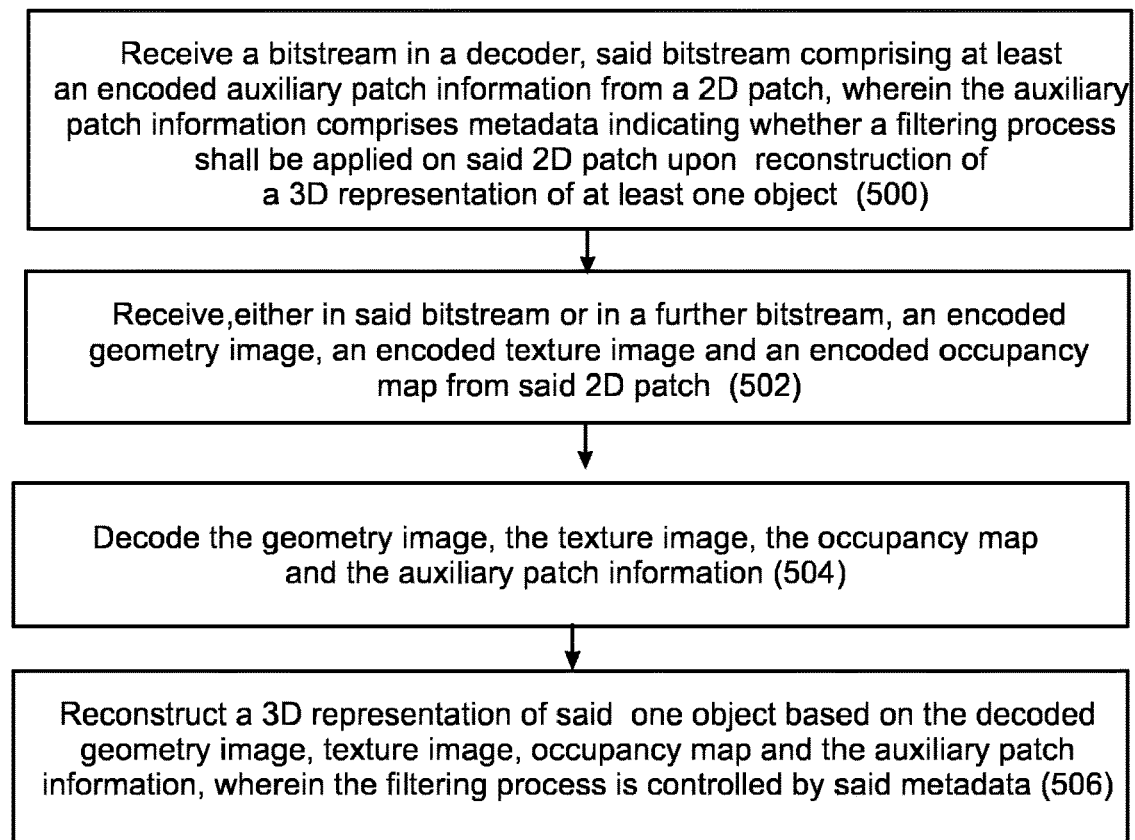 Receive a bitstream in a decoder, said bitstream comprising at least
an encoded auxiliary patch information from a 2D patch, wherein the auxiliary
patch information comprises metadata indicating whether a filtering process
shall be applied on said 2D patch upon reconstruction of
a 3D representation of at least one object (500)
Receive,either in said bitstream or in a further bitstream, an encoded
geometry image, an encoded texture image and an encoded occupancy
map from said 2D patch (502)
Decode the geometry image, the texture image, the occupancy map
and the auxiliary patch information (504)
Reconstruct a 3D representation of said one object based on the decoded
geometry image, texture image, occupancy map and the auxiliary patch
information, wherein the filtering process is controlled by said metadata (506)